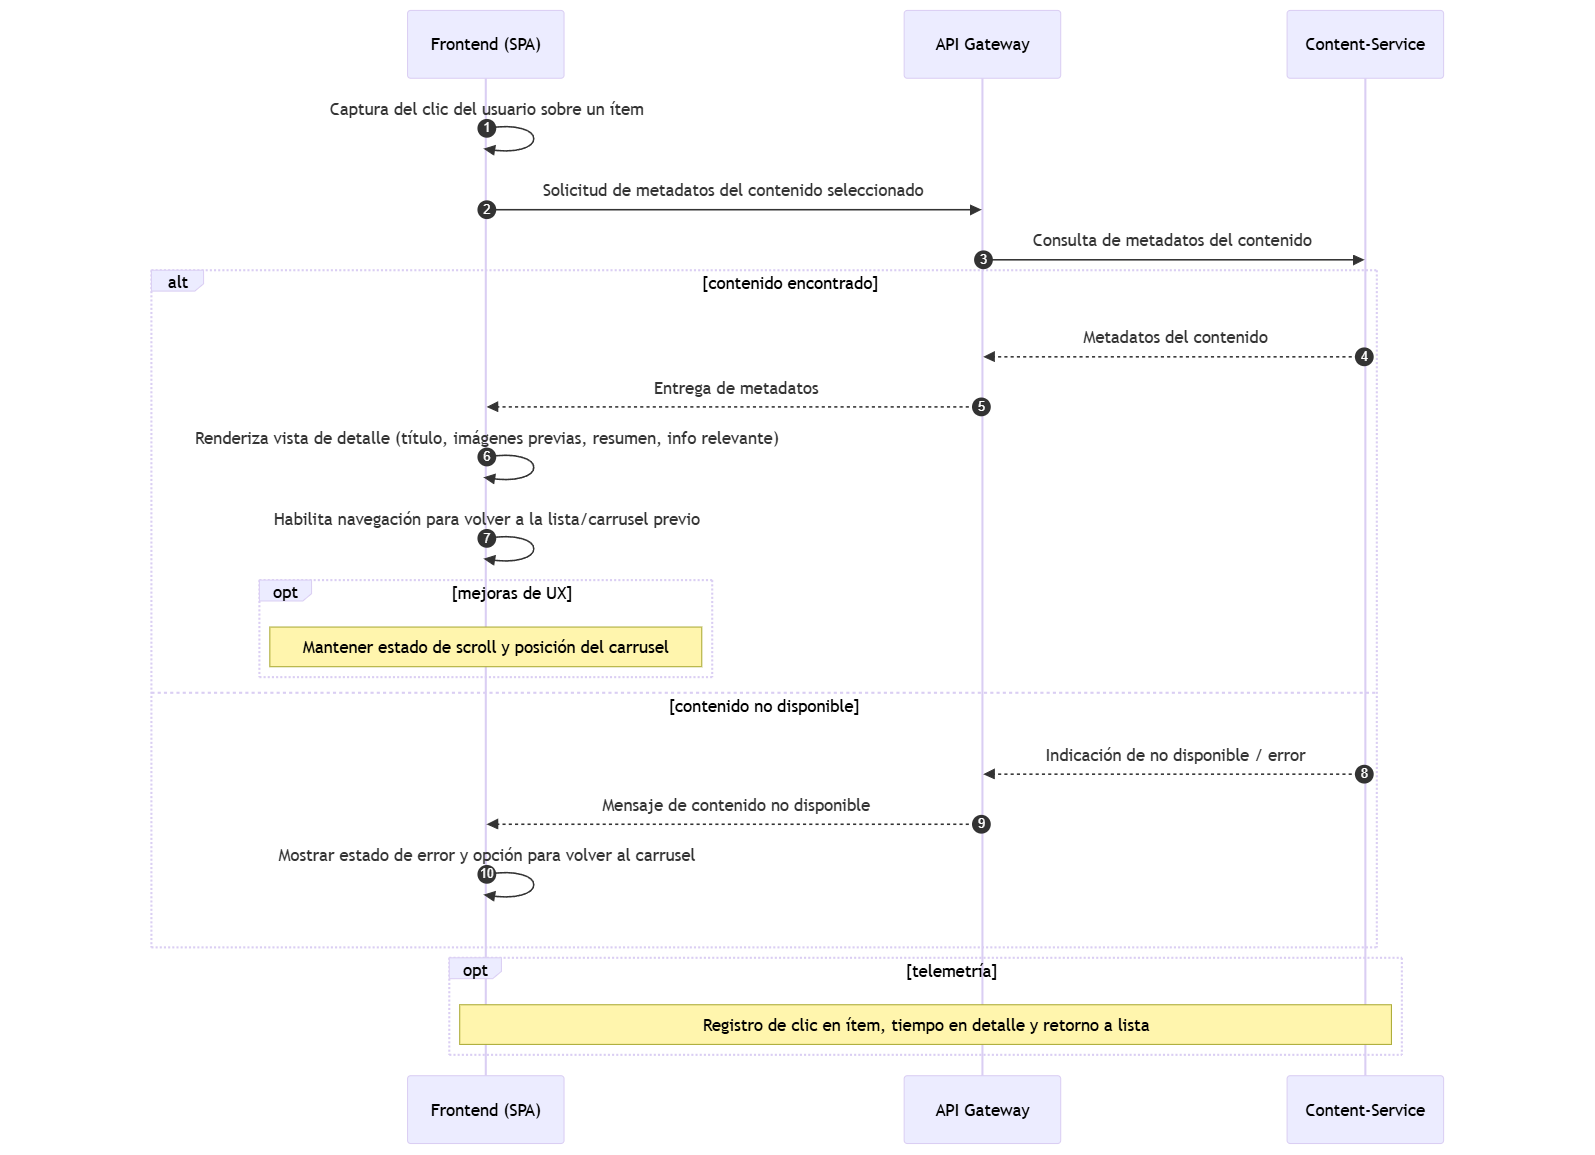 Frontend (SPA)
API Gateway
Content-Service
Captura del clic del usuario sobre un ítem
1
Solicitud de metadatos del contenido seleccionado
2
Consulta de metadatos del contenido
3
alt
[contenido encontrado]
Metadatos del contenido
4
Entrega de metadatos
5
Renderiza vista de detalle (título, imágenes previas, resumen, info relevante)
6
Habilita navegación para volver a la lista/carrusel previo
7
opt
[mejoras de UX]
Mantener estado de scroll y posición del carrusel
[contenido no disponible]
Indicación de no disponible / error
8
Mensaje de contenido no disponible
9
Mostrar estado de error y opción para volver al carrusel
10
opt
[telemetría]
Registro de clic en ítem, tiempo en detalle y retorno a lista
Frontend (SPA)
API Gateway
Content-Service